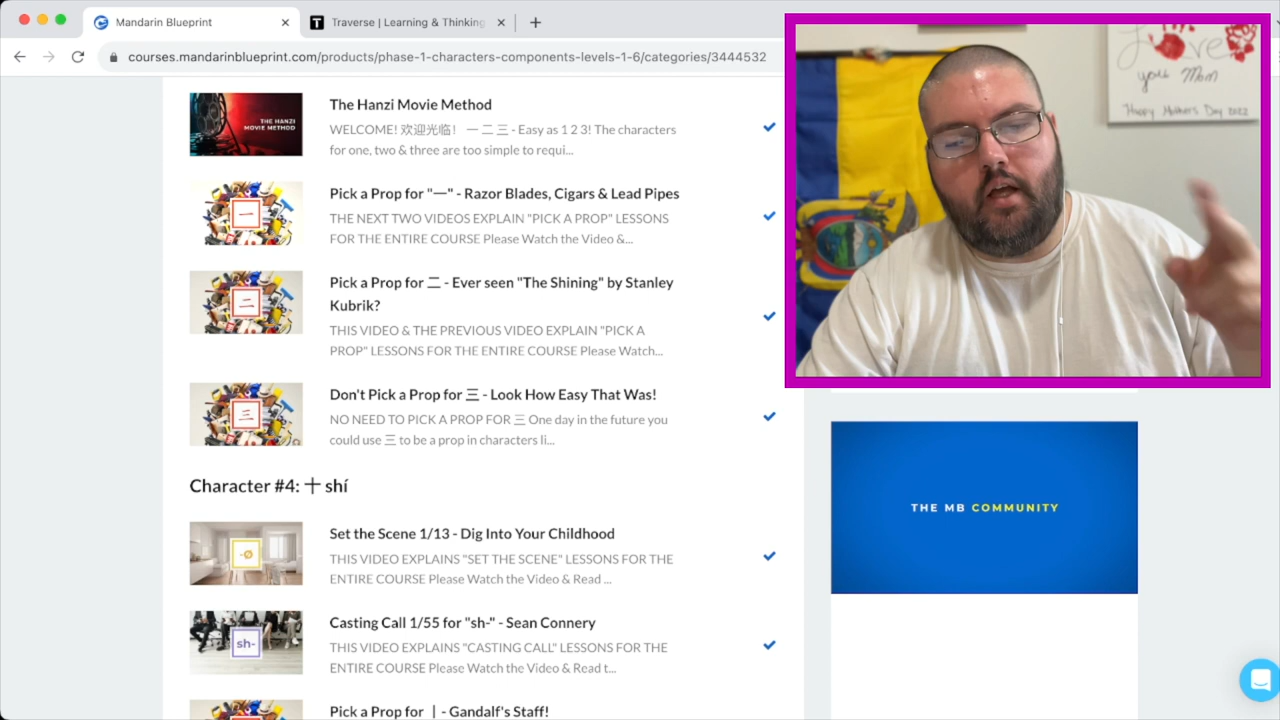 Mandarin Blueprint
Traverse | Learning & Thinking
courses.mandarinblueprint.com/products/phase-1-characters-components-levels-1-6/categories/3444532
THE HANZI
MOVIE METHOD
The Hanzi Movie Method
WELCOME! 欢迎光临！ 一 二 三 - Easy as 1 2 3! The characters
for one, two & three are too simple to requi...
一
Pick a Prop for "一" - Razor Blades, Cigars & Lead Pipes
THE NEXT TWO VIDEOS EXPLAIN "PICK A PROP" LESSONS
FOR THE ENTIRE COURSE Please Watch the Video &...
二
Pick a Prop for 二 - Ever seen "The Shining" by Stanley
Kubrik?
THIS VIDEO & THE PREVIOUS VIDEO EXPLAIN "PICK A
PROP" LESSONS FOR THE ENTIRE COURSE Please Watch...
三
Don't Pick a Prop for 三 - Look How Easy That Was!
NO NEED TO PICK A PROP FOR 三 One day in the future you
could use 三 to be a prop in characters li...
Character #4: 十 shí
-Ø
Set the Scene 1/13 - Dig Into Your Childhood
THIS VIDEO EXPLAINS "SET THE SCENE" LESSONS FOR THE
ENTIRE COURSE Please Watch the Video & Read ...
sh-
Casting Call 1/55 for "sh-" - Sean Connery
THIS VIDEO EXPLAINS "CASTING CALL" LESSONS FOR THE
ENTIRE COURSE Please Watch the Video & Read t...
Pick a Prop for ｜ - Gandalf's Staff!
Love
you Mom
Happy Mothers Day 2022
THE MB COMMUNITY